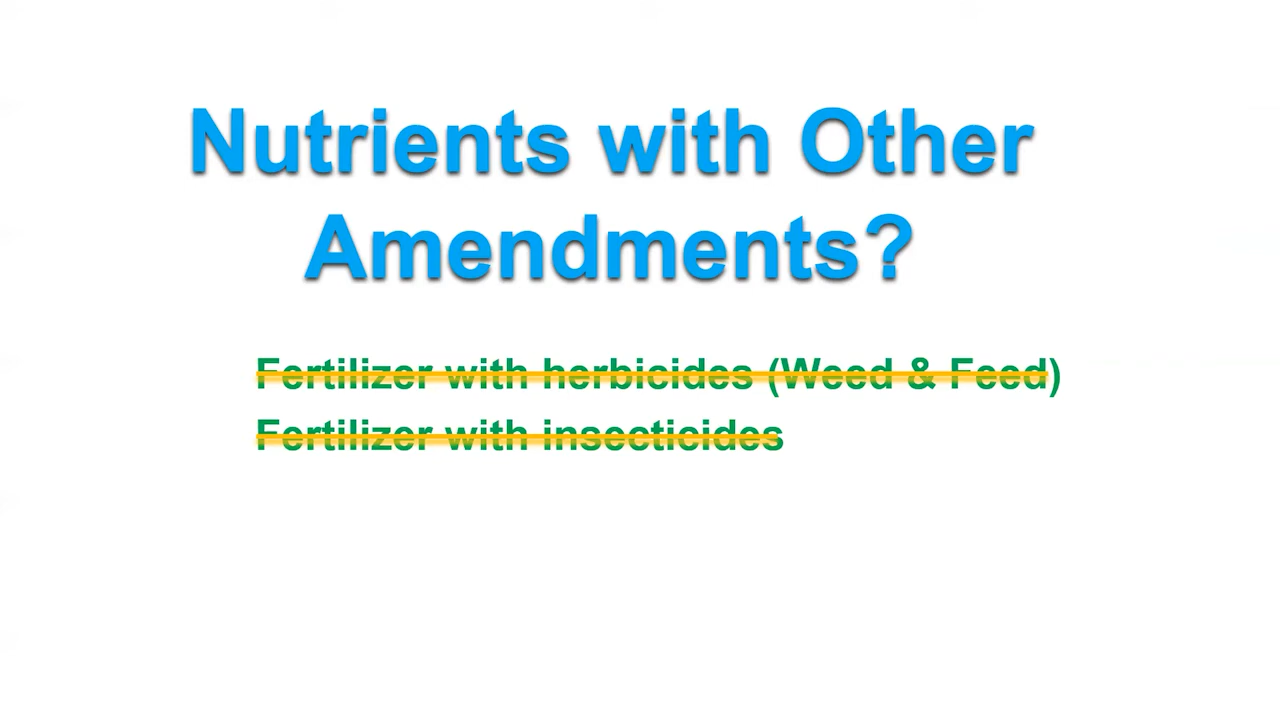 Nutrients with Other
Amendments?
Fertilizer with herbicides (Weed & Feed)
Fertilizer with insecticides